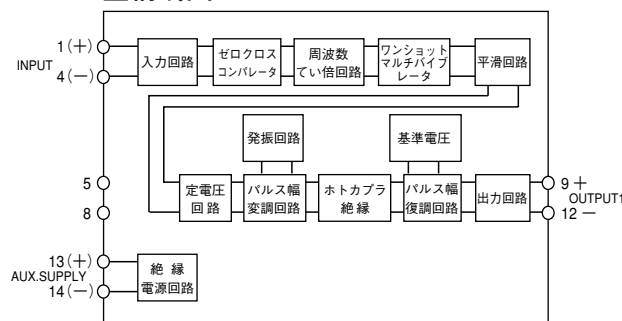 1(+)
INPUT
4(−)
入力回路
ゼロクロス
コンパレータ
周波数
てい倍回路
ワンショット
マルチバイブ
レータ
平滑回路
発振回路
基準電圧
5
8
定電圧
回 路
パルス幅
変調回路
ホトカプラ
絶 縁
パルス幅
復調回路
出力回路
9 +
OUTPUT1
12 −
13(+)
AUX.SUPPLY
14(−)
絶 縁
電源回路